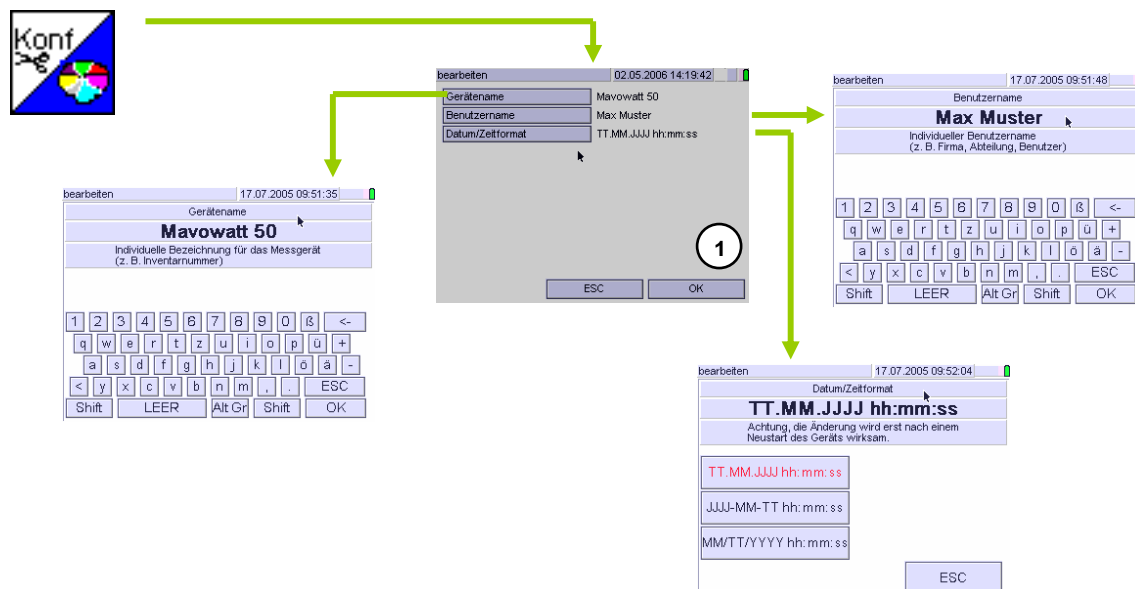 Konf
bearbeiten 02.05.2006 14:19:42
Gerätename Mavowatt 50
Benutzername Max Muster
Datum/Zeitformat TT.MM.JJJJ hh:mm:ss
1
ESC OK
bearbeiten 17.07.2005 09:51:48
Benutzername
Max Muster
Individueller Benutzername
(z. B. Firma, Abteilung, Benutzer)
1 2 3 4 5 6 7 8 9 0 ß <-
q w e r t z u i o p ü +
a s d f g h j k l ö ä -
< y x c v b n m , . ESC
Shift LEER Alt Gr Shift OK
bearbeiten 17.07.2005 09:51:35
Gerätename
Mavowatt 50
Individuelle Bezeichnung für das Messgerät
(z. B. Inventarnummer)
1 2 3 4 5 6 7 8 9 0 ß <-
q w e r t z u i o p ü +
a s d f g h j k l ö ä -
< y x c v b n m , . ESC
Shift LEER Alt Gr Shift OK
bearbeiten 17.07.2005 09:52:04
Datum/Zeitformat
TT.MM.JJJJ hh:mm:ss
Achtung, die Änderung wird erst nach einem
Neustart des Geräts wirksam.
TT.MM.JJJJ hh:mm:ss
JJJJ-MM-TT hh:mm:ss
MM/TT/YYYY hh:mm:ss
ESC